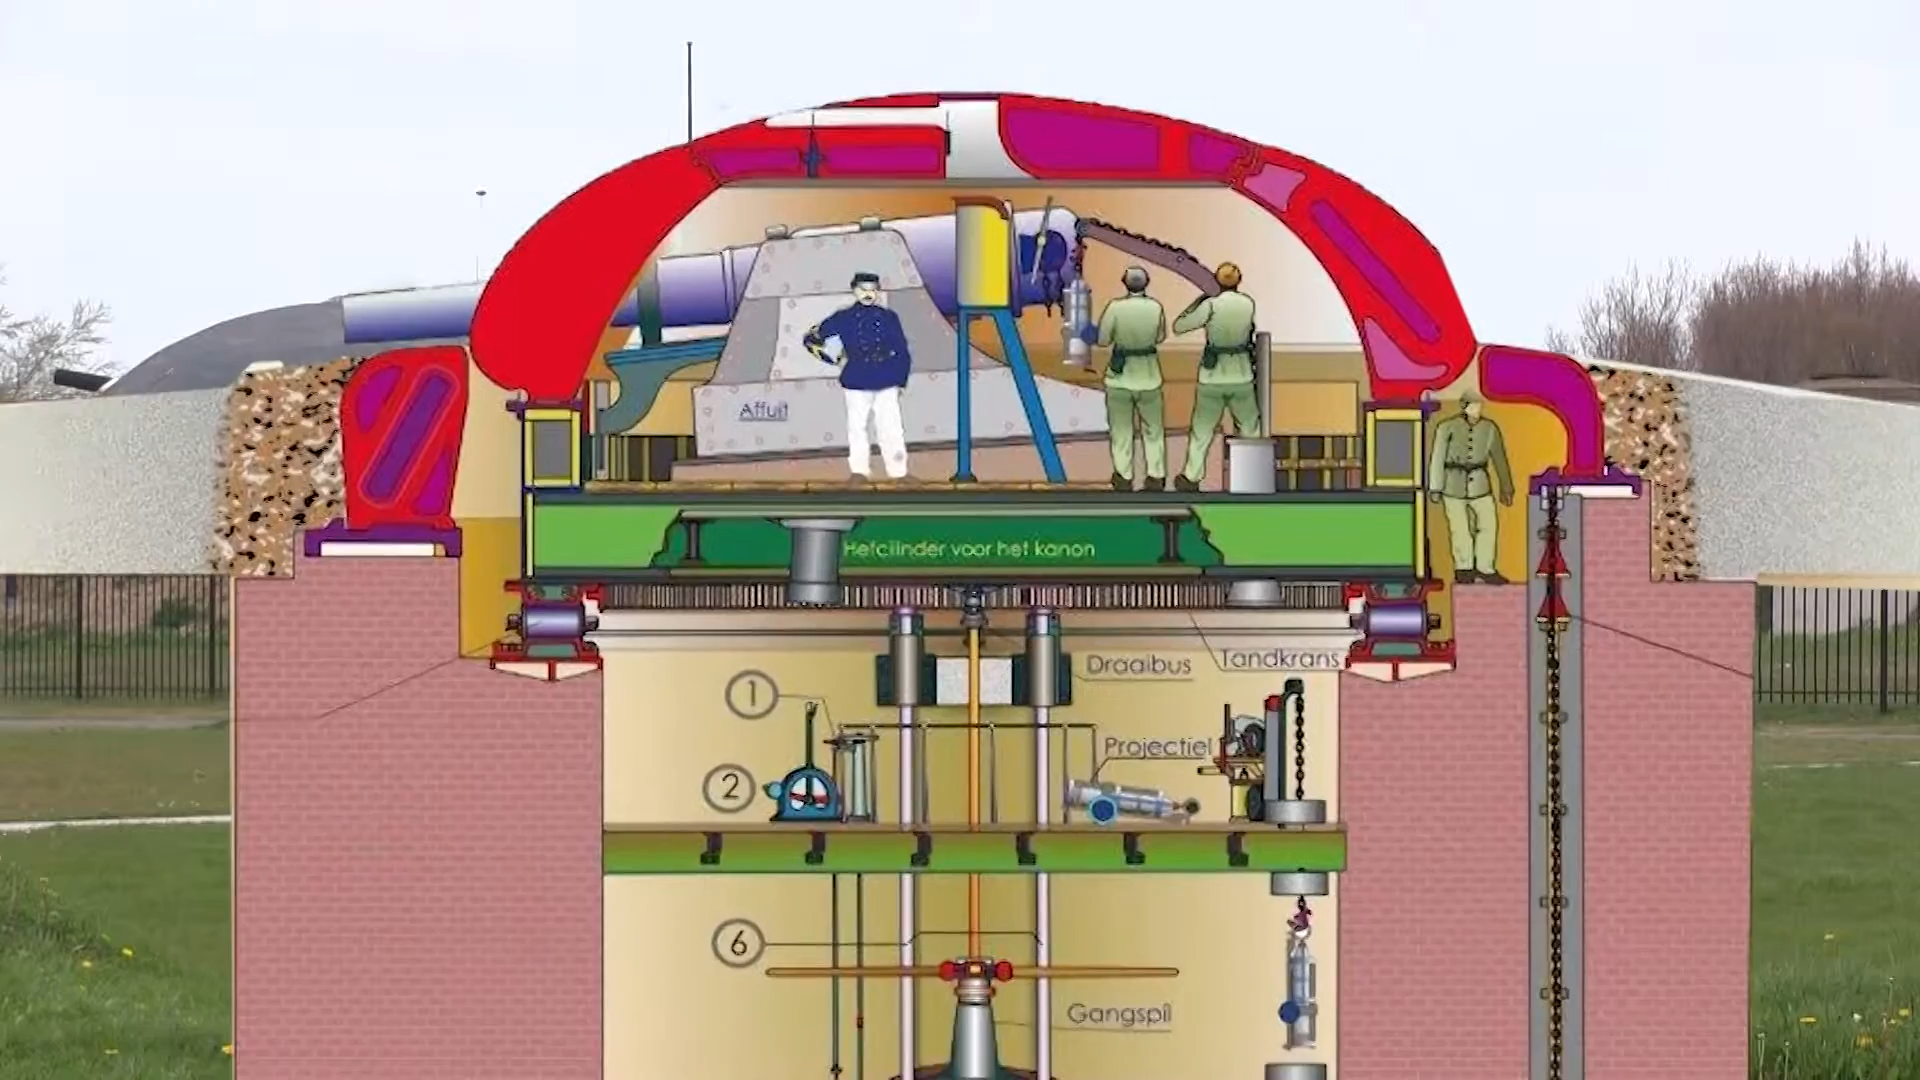 Affuit
Hefcilinder voor het kanon
Draaibus
Tandkrans
1
Projectiel
2
6
Gangspil